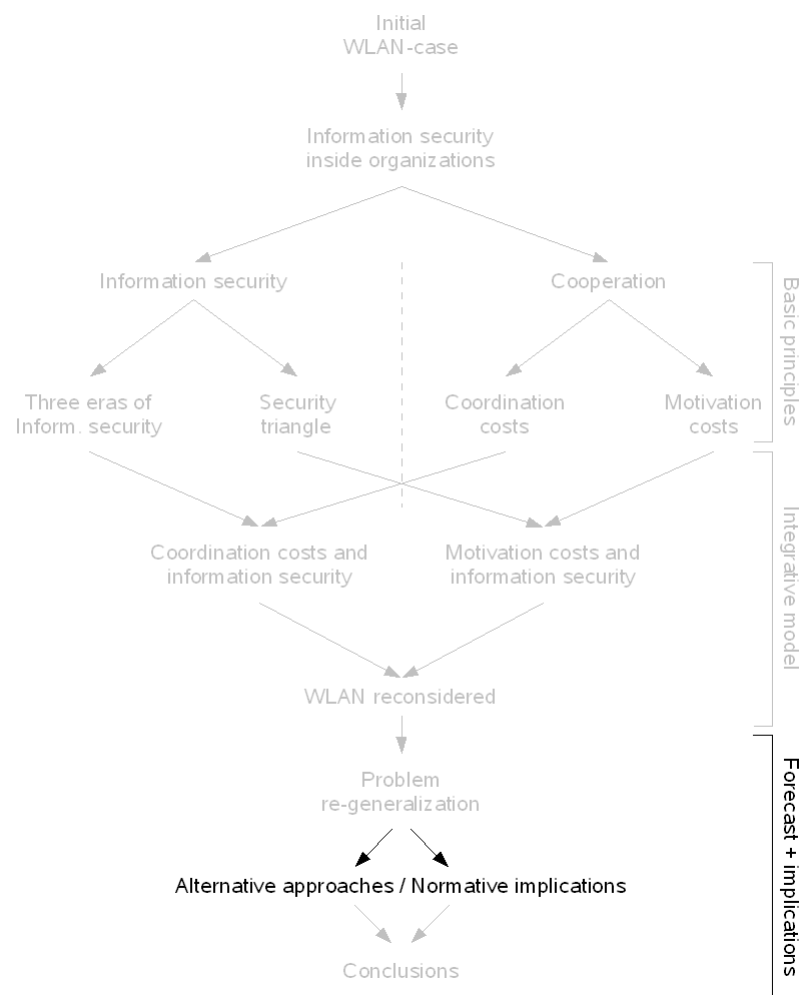 Initial
WLAN-case
Information security
inside organizations
Information security
Cooperation
Basic principles
Three eras of
Inform. security
Security
triangle
Coordination
costs
Motivation
costs
Integrative model
Coordination costs and
information security
Motivation costs and
information security
WLAN reconsidered
Forecast + implications
Problem
re-generalization
Alternative approaches / Normative implications
Conclusions